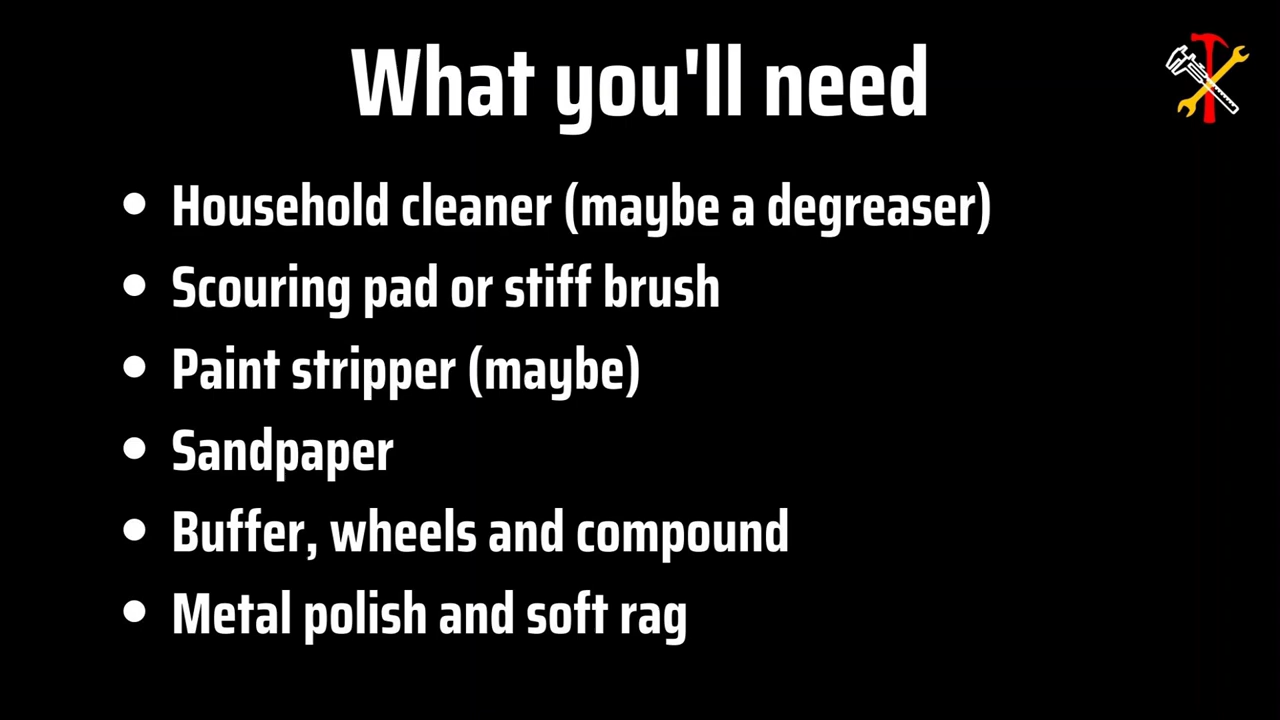 What you'll need
• Household cleaner (maybe a degreaser)
• Scouring pad or stiff brush
• Paint stripper (maybe)
• Sandpaper
• Buffer, wheels and compound
• Metal polish and soft rag